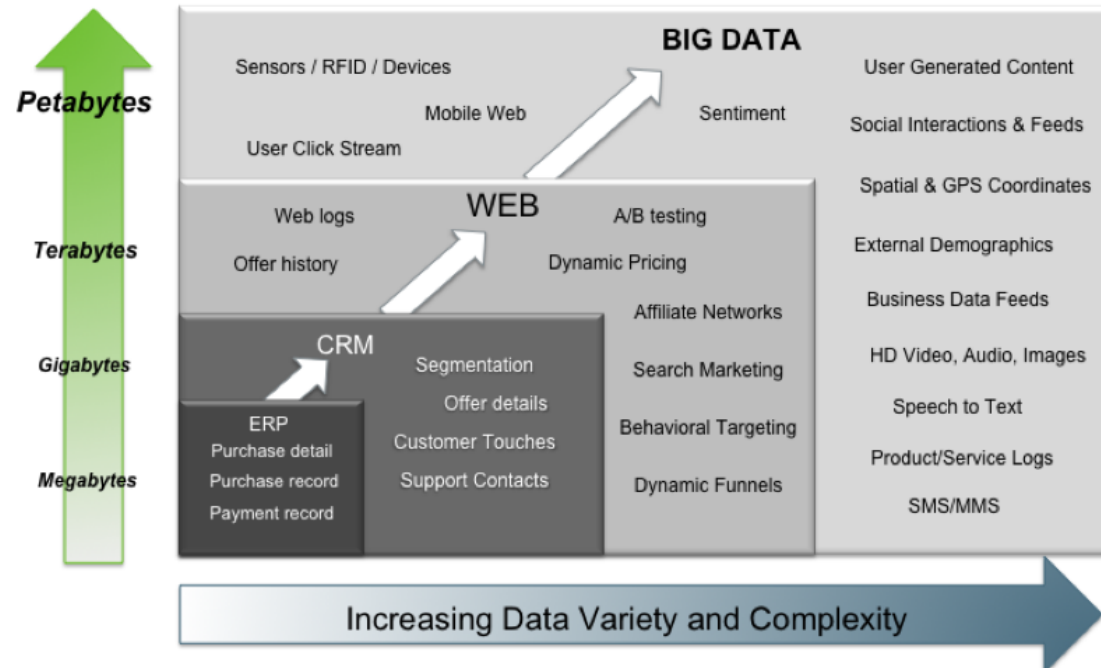 BIG DATA
Sensors / RFID / Devices
User Generated Content
Petabytes
Mobile Web
Sentiment
Social Interactions & Feeds
User Click Stream
Spatial & GPS Coordinates
WEB
Web logs
A/B testing
Terabytes
External Demographics
Offer history
Dynamic Pricing
Business Data Feeds
Affiliate Networks
CRM
HD Video, Audio, Images
Gigabytes
Segmentation
Search Marketing
Offer details
Speech to Text
ERP
Customer Touches
Behavioral Targeting
Purchase detail
Product/Service Logs
Megabytes
Purchase record
Support Contacts
Dynamic Funnels
SMS/MMS
Payment record
Increasing Data Variety and Complexity